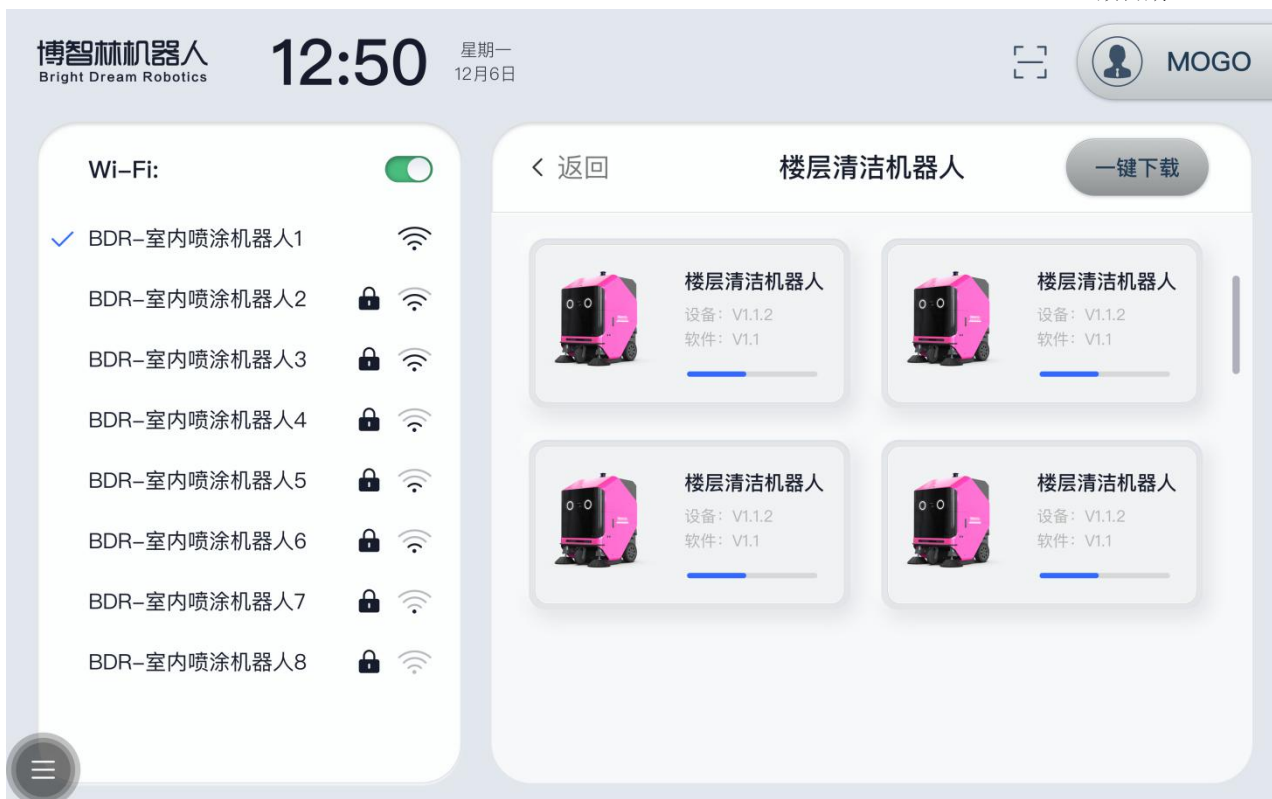 博智林机器人
Bright Dream Robotics
12:50
星期一
12月6日
MOGO
Wi-Fi:
BDR-室内喷涂机器人1
BDR-室内喷涂机器人2
BDR-室内喷涂机器人3
BDR-室内喷涂机器人4
BDR-室内喷涂机器人5
BDR-室内喷涂机器人6
BDR-室内喷涂机器人7
BDR-室内喷涂机器人8
返回
楼层清洁机器人
一键下载
楼层清洁机器人
设备：V1.1.2
软件：V1.1
楼层清洁机器人
设备：V1.1.2
软件：V1.1
楼层清洁机器人
设备：V1.1.2
软件：V1.1
楼层清洁机器人
设备：V1.1.2
软件：V1.1